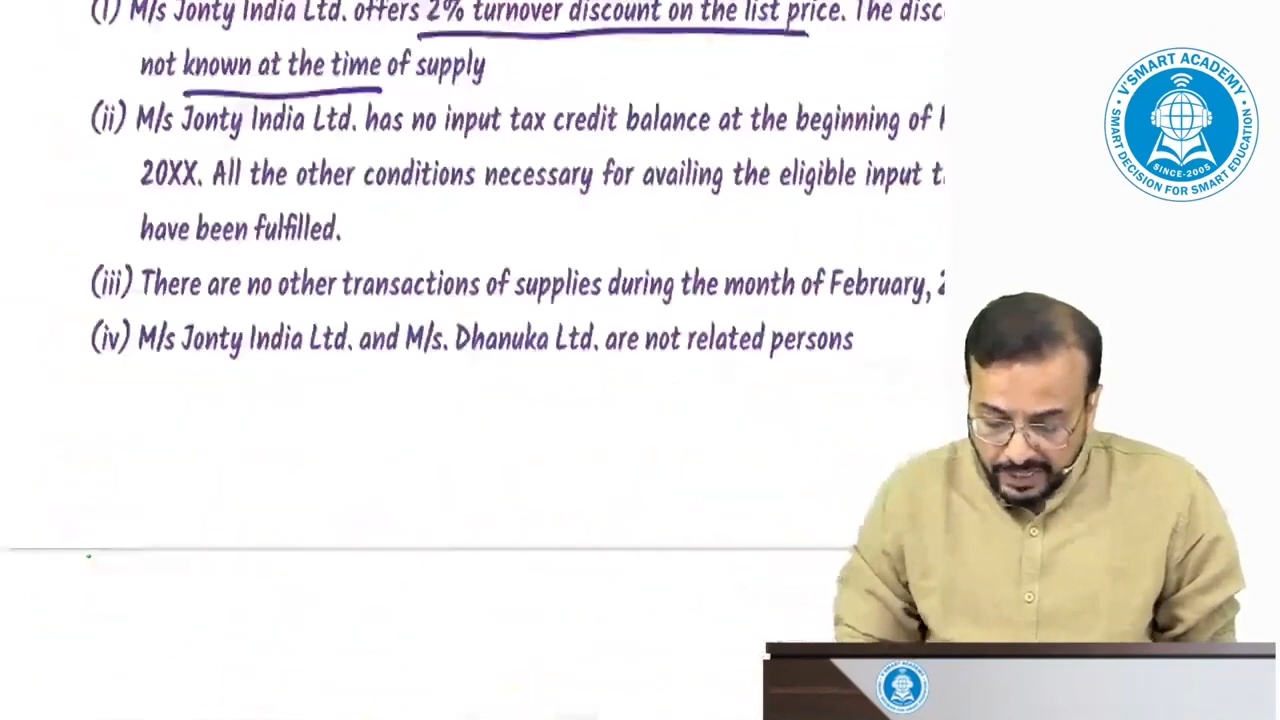 (i) M/s Jonty India Ltd. offers 2% turnover discount on the list price. The
not known at the time of supply
(ii) M/s Jonty India Ltd. has no input tax credit balance at the beginning of
20XX. All the other conditions necessary for availing the eligible input
have been fulfilled.
(iii) There are no other transactions of supplies during the month of February,
(iv) M/s Jonty India Ltd. and M/s. Dhanuka Ltd. are not related persons
V'SMART ACADEMY
SINCE-2005
SMART DECISION FOR SMART EDUCATION